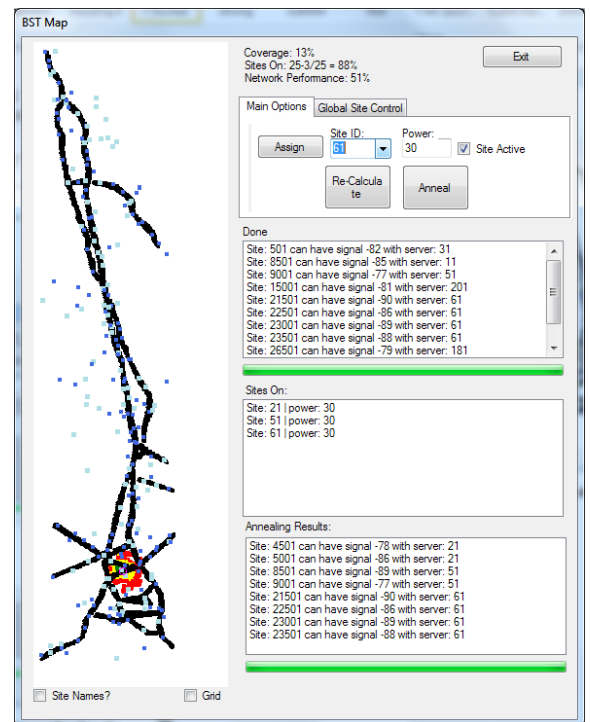 BST Map
Coverage: 13%
Sites On: 25-3/25 = 88%
Network Performance: 51%
Exit
Main Options
Global Site Control
Site ID:
Power:
Assign
61
30
Site Active
Re-Calcula
te
Anneal
Done
Site: 501 can have signal -82 with server: 31
Site: 8501 can have signal -85 with server: 11
Site: 9001 can have signal -77 with server: 51
Site: 15001 can have signal -81 with server: 201
Site: 21501 can have signal -90 with server: 61
Site: 22501 can have signal -86 with server: 61
Site: 23001 can have signal -89 with server: 61
Site: 23501 can have signal -88 with server: 61
Site: 26501 can have signal -79 with server: 181
Sites On:
Site: 21 | power: 30
Site: 51 | power: 30
Site: 61 | power: 30
Annealing Results:
Site: 4501 can have signal -78 with server: 21
Site: 5001 can have signal -86 with server: 21
Site: 8501 can have signal -89 with server: 51
Site: 9001 can have signal -77 with server: 51
Site: 21501 can have signal -90 with server: 61
Site: 22501 can have signal -86 with server: 61
Site: 23001 can have signal -89 with server: 61
Site: 23501 can have signal -88 with server: 61
Site Names?
Grid